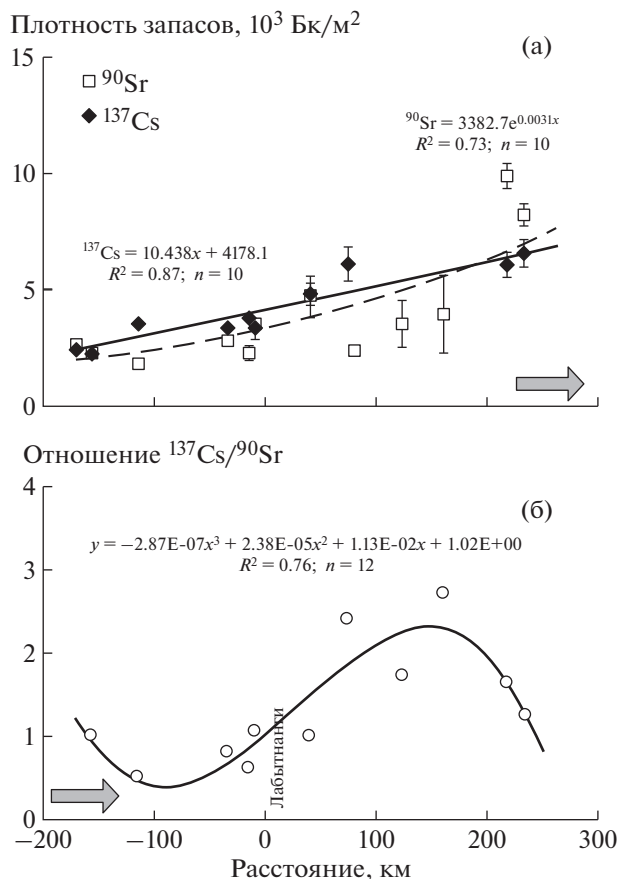 Плотность запасов, 10³ Бк/м²
(а)
15
⁹⁰Sr
¹³⁷Cs
⁹⁰Sr = 3382.7e^0.0031x
R² = 0.73; n = 10
10
¹³⁷Cs = 10.438x + 4178.1
R² = 0.87; n = 10
5
0
Отношение ¹³⁷Cs/⁹⁰Sr
4
(б)
y = −2.87E-07x³ + 2.38E-05x² + 1.13E-02x + 1.02E+00
R² = 0.76; n = 12
3
2
1
Лабытнанги
0
−200 −100 0 100 200 300
Расстояние, км